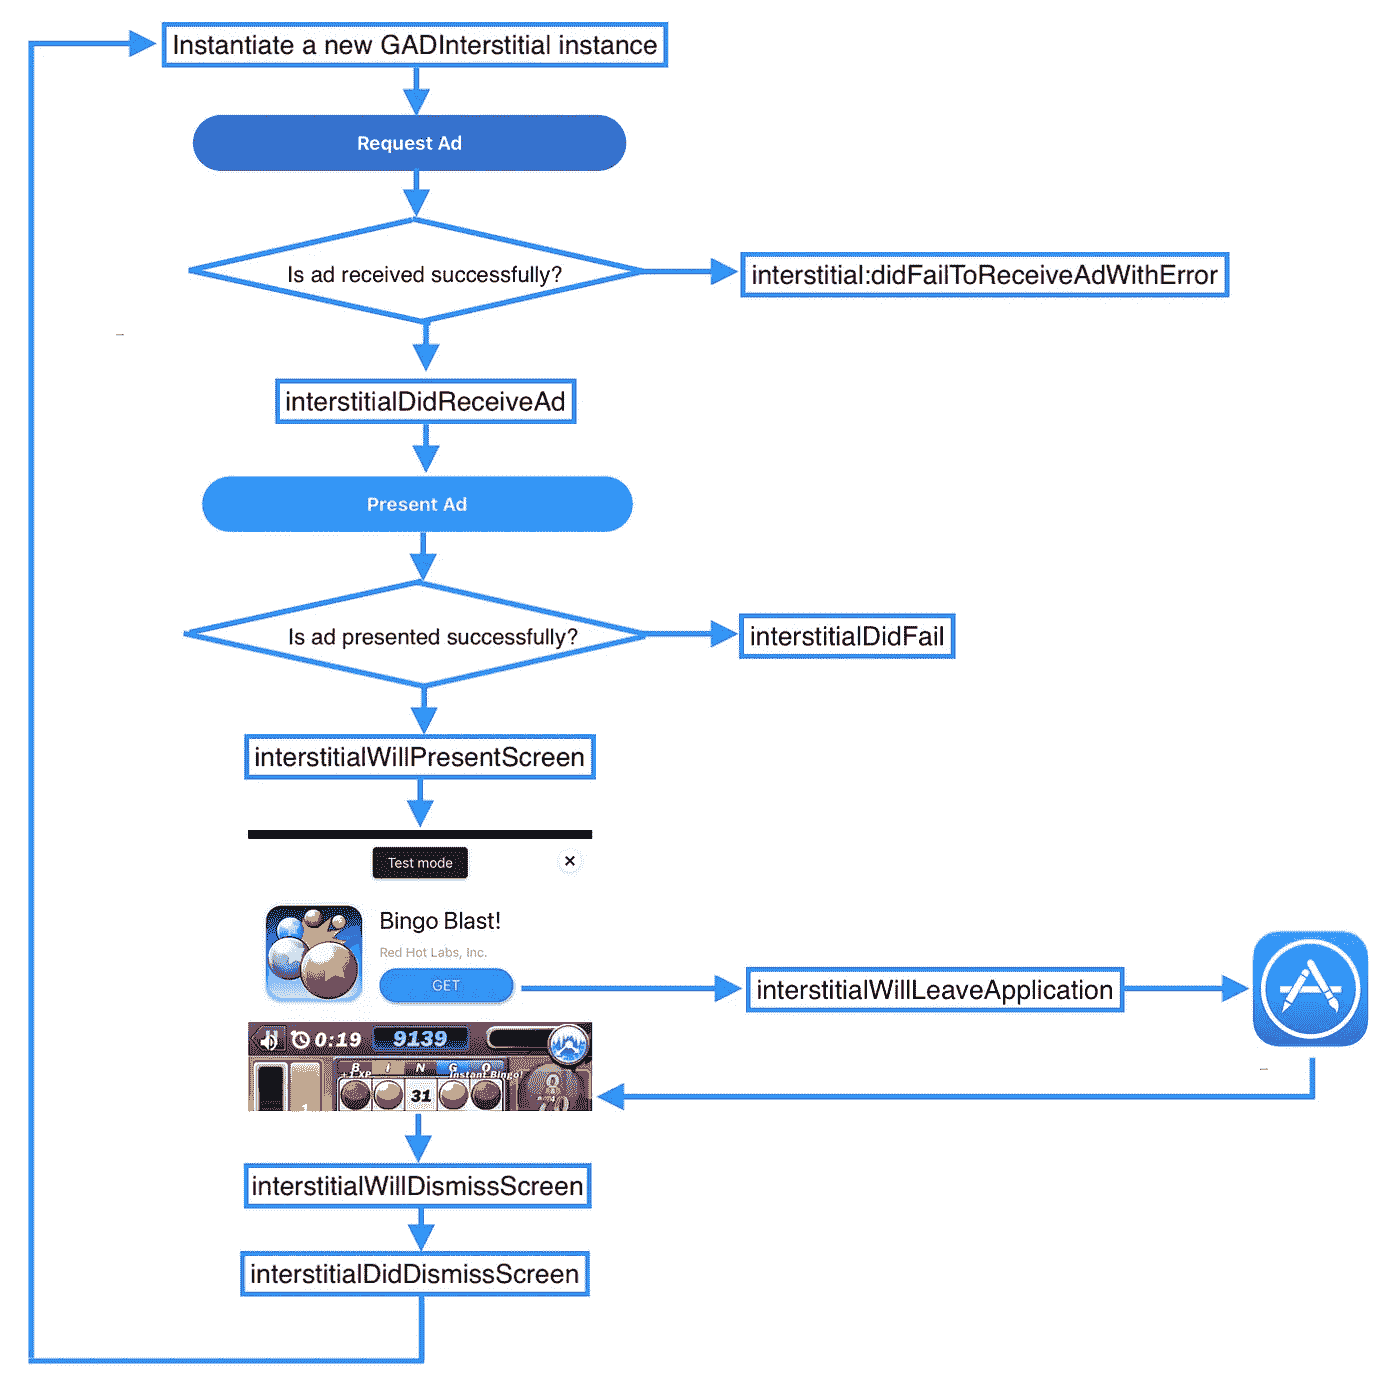 Instantiate a new GADInterstitial instance
Request Ad
Is ad received successfully?
interstitial:didFailToReceiveAdWithError
interstitialDidReceiveAd
Present Ad
Is ad presented successfully?
interstitialDidFail
interstitialWillPresentScreen
Test mode
Bingo Blast!
Red Hot Labs, Inc.
GET
interstitialWillLeaveApplication
0:19
9139
B I N G O
+1 XP
Instant Bingo!
31
interstitialWillDismissScreen
interstitialDidDismissScreen